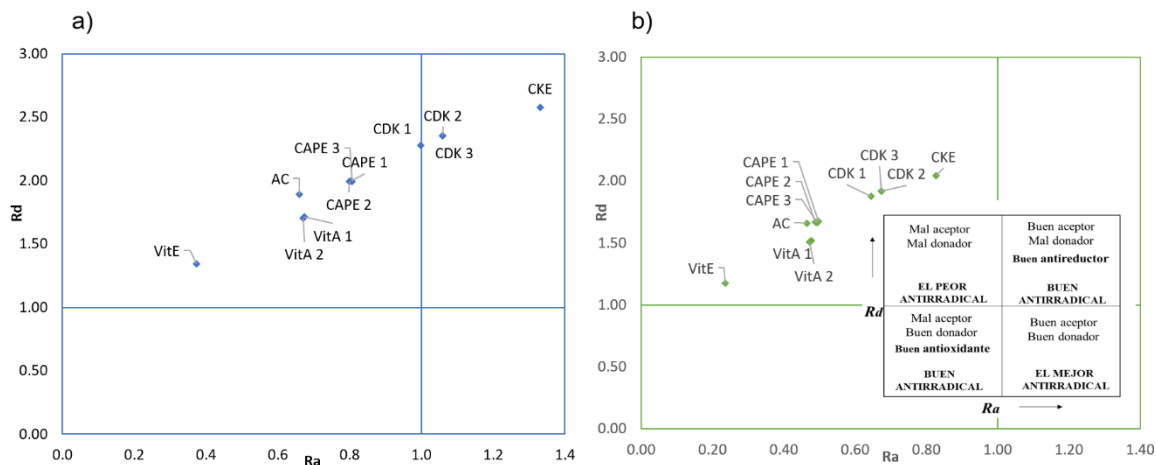 a)
3.00
2.50
2.00
1.50
1.00
0.50
0.00
Rd
CKE
CDK 2
CDK 1
CDK 3
CAPE 3
CAPE 1
AC
CAPE 2
VitA 1
VitA 2
VitE
0.0 0.2 0.4 0.6 0.8 1.0 1.2 1.4
Ra
b)
3.00
2.50
2.00
1.50
1.00
0.50
0.00
Rd
CDK 3
CKE
CAPE 1
CDK 1
CDK 2
CAPE 2
CAPE 3
AC
VitA 1
VitA 2
VitE
0.0 0.20 0.40 0.60 0.80 1.0 1.20 1.40
Ra
Mal aceptor
Mal donador
EL PEOR
ANTIRRADICAL
Buen aceptor
Mal donador
Buen antireductor
BUEN
ANTIRRADICAL
Rd
Mal aceptor
Buen donador
Buen antioxidante
BUEN
ANTIRRADICAL
Buen aceptor
Buen donador
EL MEJOR
ANTIRRADICAL
Ra